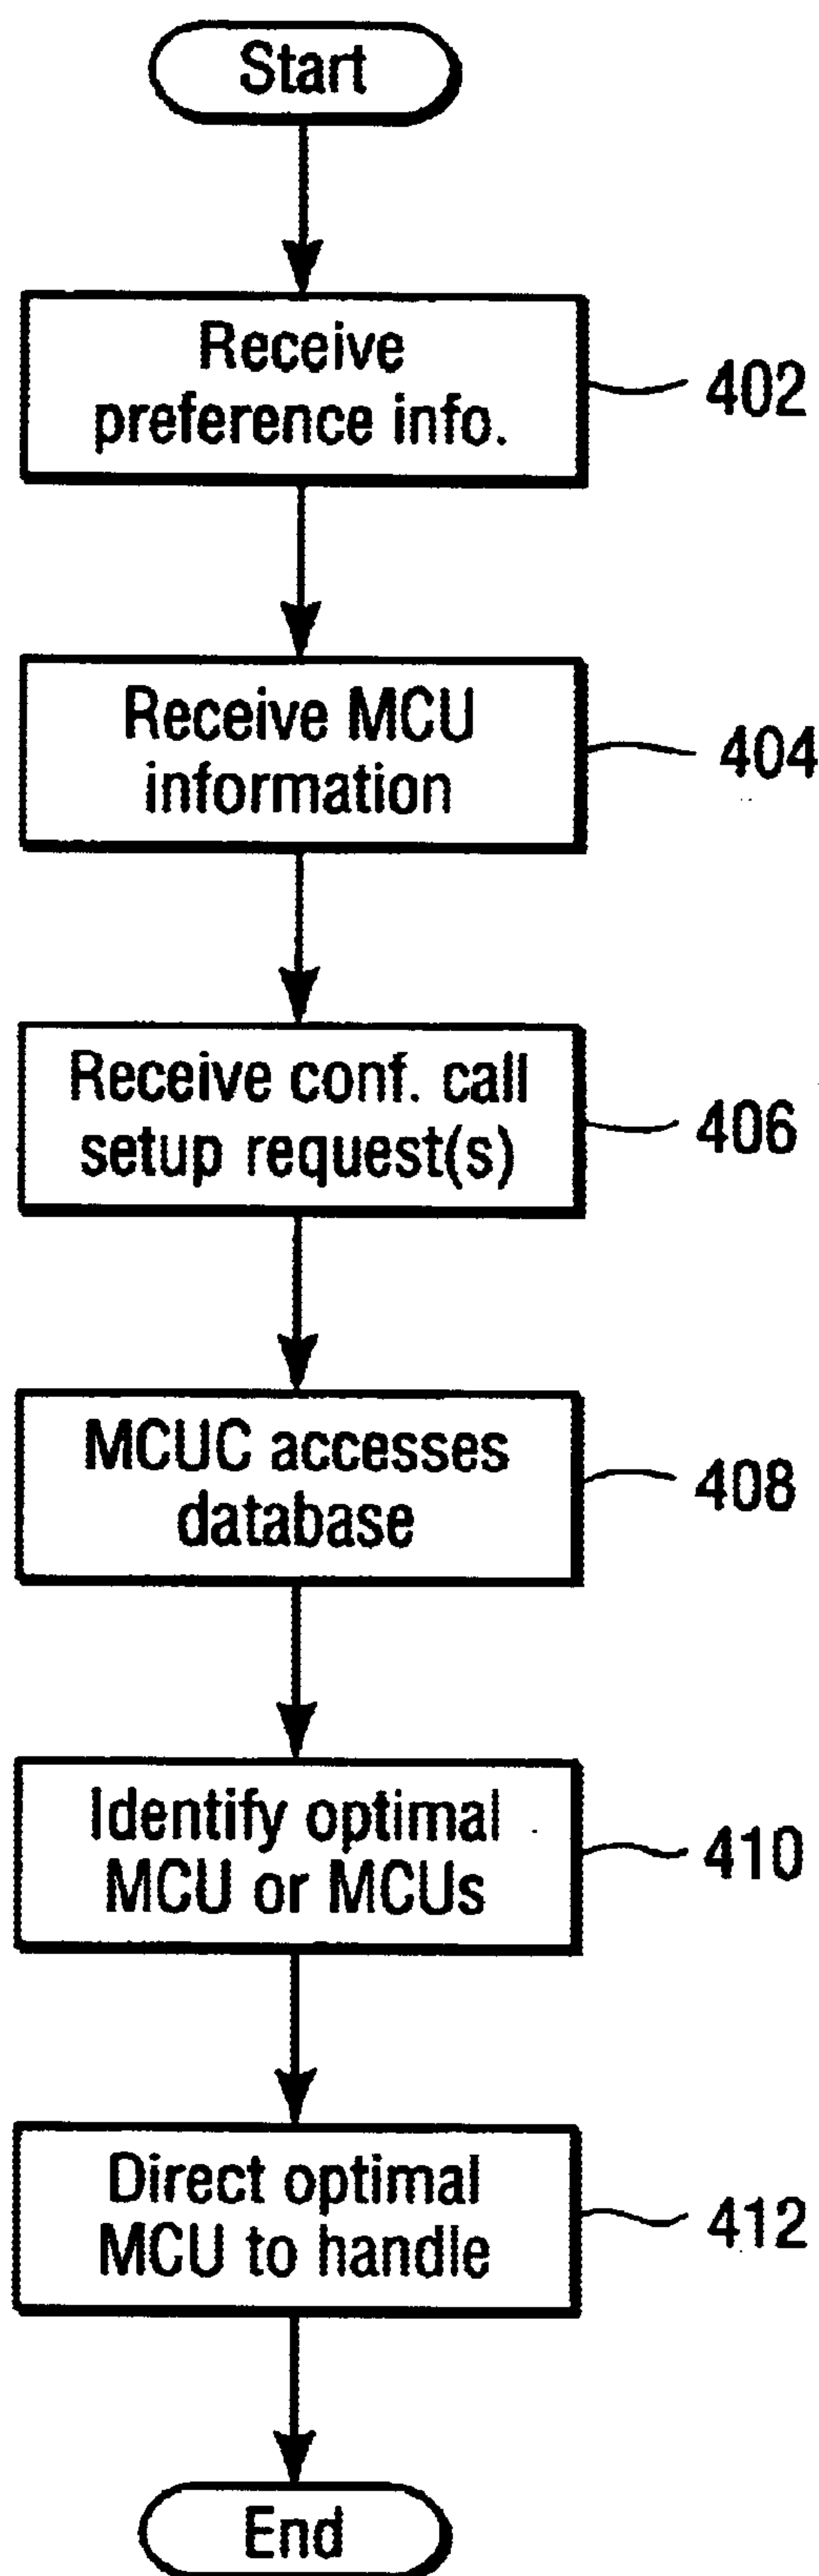 Start
Receive
preference info.
402
Receive MCU
information
404
Receive conf. call
setup request(s)
406
MCUC accesses
database
408
Identify optimal
MCU or MCUs
410
Direct optimal
MCU to handle
412
End